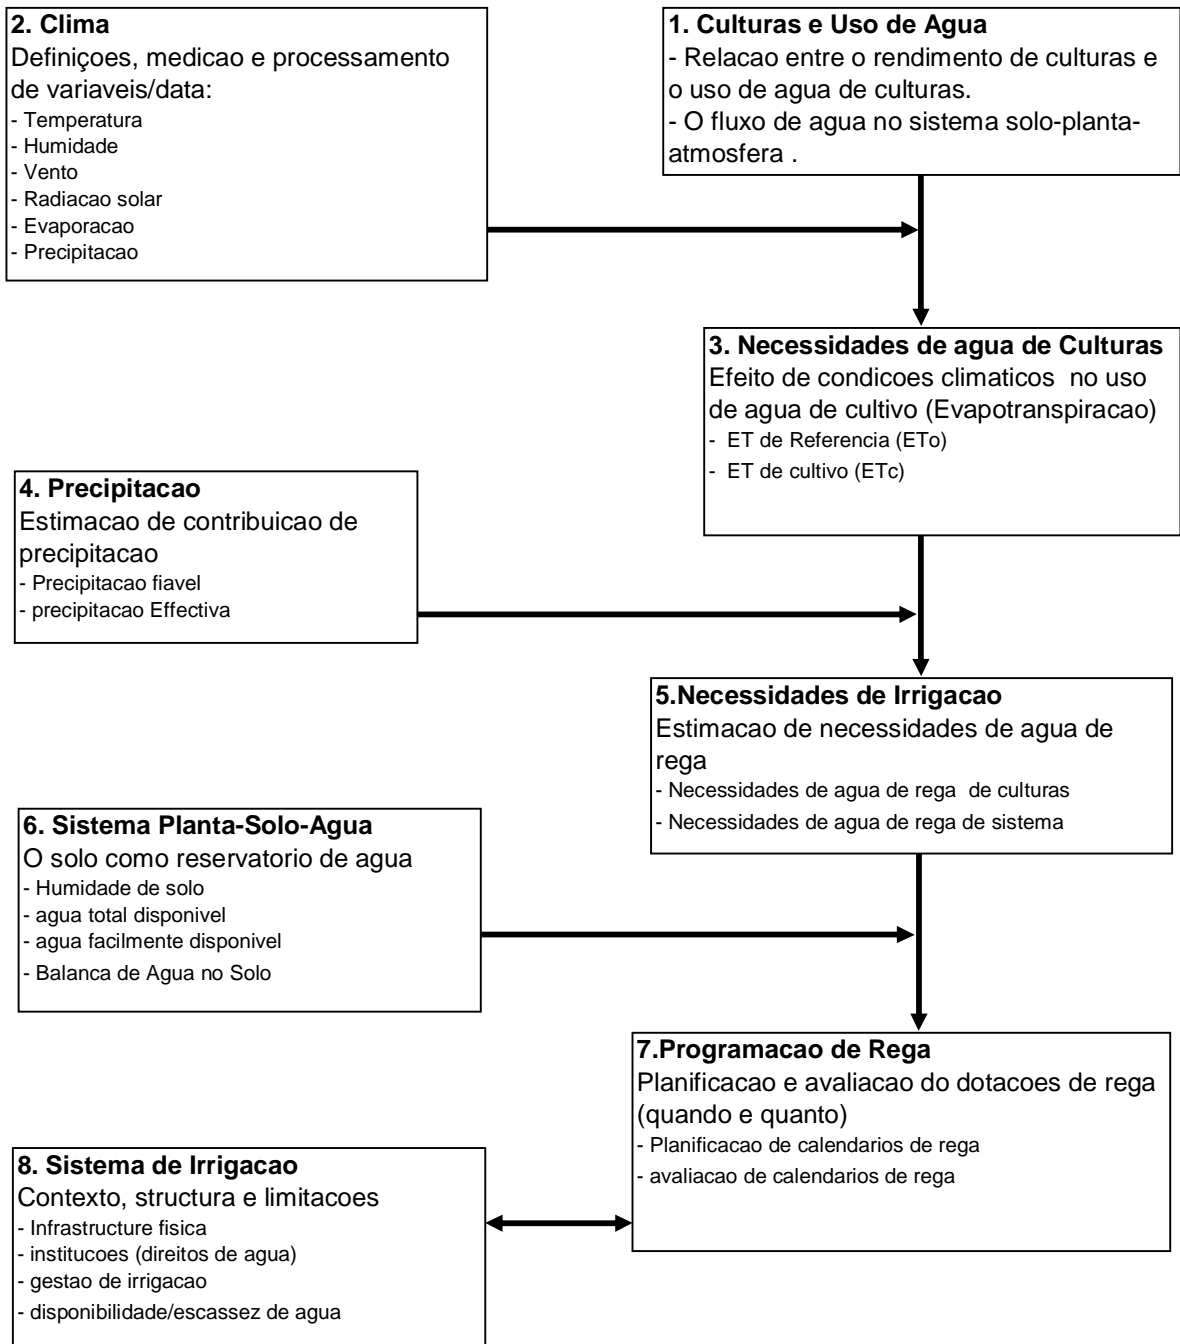 2. Clima
Definiçoes, medicao e processamento
de variaveis/data:
- Temperatura
- Humidade
- Vento
- Radiacao solar
- Evaporacao
- Precipitacao
1. Culturas e Uso de Agua
- Relacao entre o rendimento de culturas e
o uso de agua de culturas.
- O fluxo de agua no sistema solo-planta-
atmosfera .
3. Necessidades de agua de Culturas
Efeito de condicoes climaticos  no uso
de agua de cultivo (Evapotranspiracao)
-  ET de Referencia (ETo)
-  ET de cultivo (ETc)
4. Precipitacao
Estimacao de contribuicao de
precipitacao
- Precipitacao fiavel
- precipitacao Effectiva
5.Necessidades de Irrigacao
Estimacao de necessidades de agua de
rega
- Necessidades de agua de rega  de culturas
- Necessidades de agua de rega de sistema
6. Sistema Planta-Solo-Agua
O solo como reservatorio de agua
- Humidade de solo
- agua total disponivel
- agua facilmente disponivel
- Balanca de Agua no Solo
7.Programacao de Rega
Planificacao e avaliacao do dotacoes de rega
(quando e quanto)
- Planificacao de calendarios de rega
- avaliacao de calendarios de rega
8. Sistema de Irrigacao
Contexto, structura e limitacoes
- Infrastructure fisica
- institucoes (direitos de agua)
- gestao de irrigacao
- disponibilidade/escassez de agua